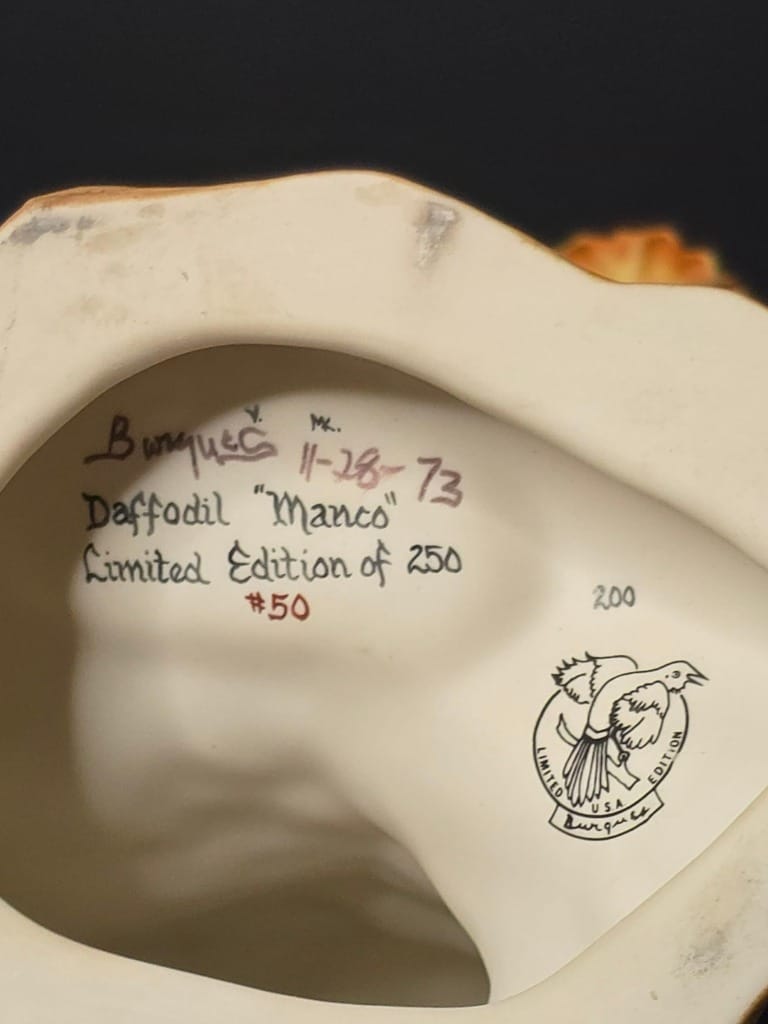 Burgues V. MK. 11-28-73
Daffodil "Manco"
Limited Edition of 250
#50
200
LIMITED USA EDITION
Burgues